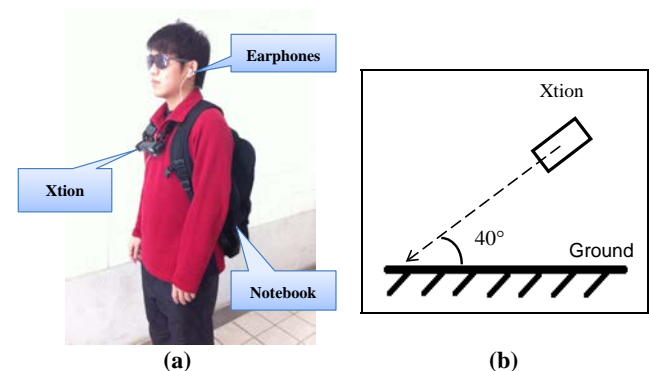 Earphones
Xtion
Notebook
(a)
Xtion
40°
Ground
(b)